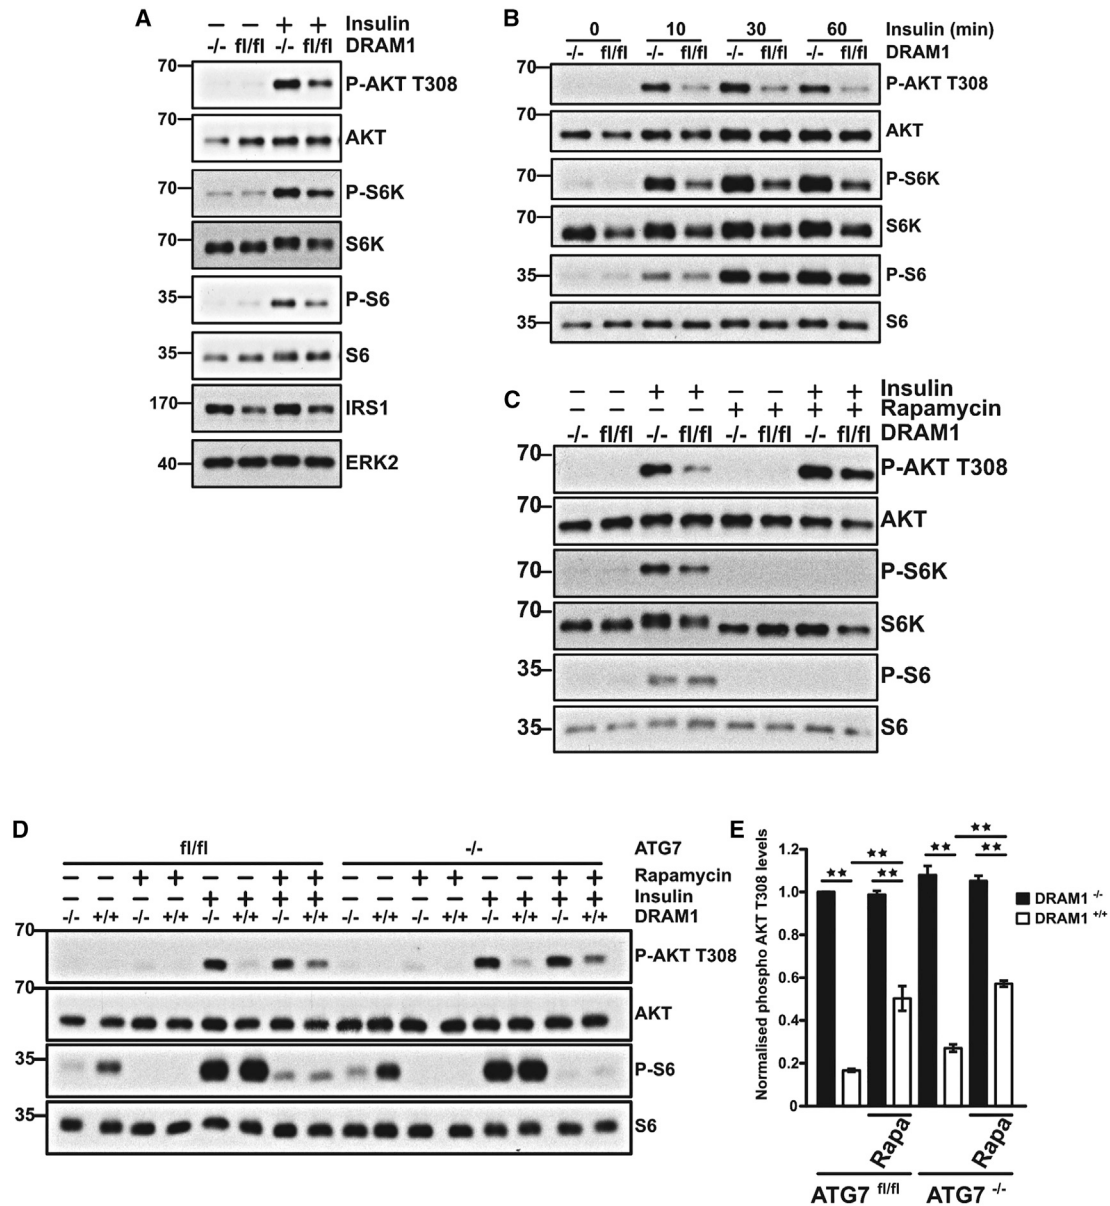 A
– – + + Insulin
-/- fl/fl -/- fl/fl DRAM1
70 P-AKT T308
70 AKT
70 P-S6K
70 S6K
35 P-S6
35 S6
170 IRS1
40 ERK2
B
0 10 30 60 Insulin (min)
-/- fl/fl -/- fl/fl -/- fl/fl -/- fl/fl DRAM1
70 P-AKT T308
70 AKT
70 P-S6K
70 S6K
35 P-S6
35 S6
C
– – + + – – + + Insulin
– – – – + + + + Rapamycin
-/- fl/fl -/- fl/fl -/- fl/fl -/- fl/fl DRAM1
70 P-AKT T308
70 AKT
70 P-S6K
70 S6K
35 P-S6
35 S6
D
fl/fl -/- ATG7
– – + + – – + + – – + + – – + + Rapamycin
– – – – + + + + – – – – + + + + Insulin
-/- +/+ -/- +/+ -/- +/+ -/- +/+ -/- +/+ -/- +/+ -/- +/+ -/- +/+ DRAM1
70 P-AKT T308
70 AKT
35 P-S6
35 S6
E
Normalised phospho AKT T308 levels
1.2
1.0
0.8
0.6
0.4
0.2
0
★★ ★★ ★★ ★★ ★★ ★★
DRAM1 -/-
DRAM1 +/+
Rapa Rapa
ATG7 fl/fl ATG7 -/-